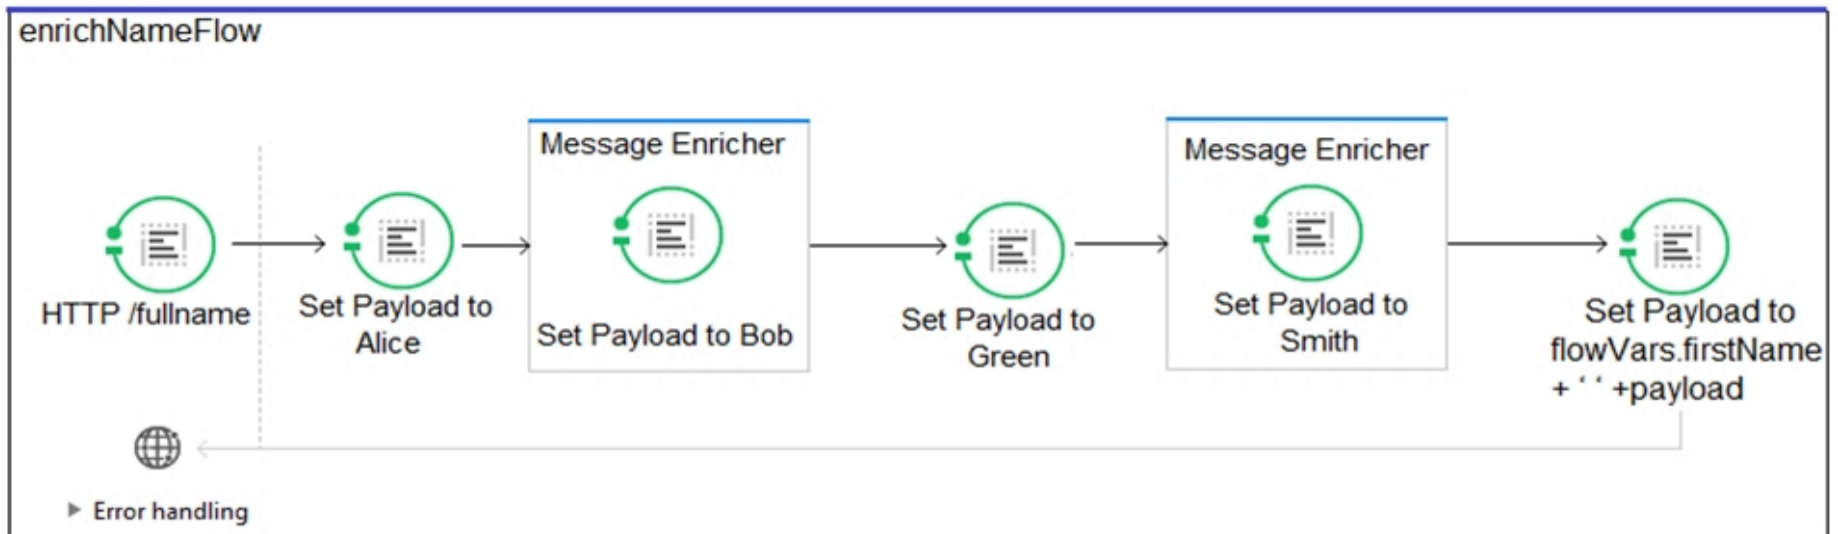 enrichNameFlow
Message Enricher
Message Enricher
HTTP /fullname
Set Payload to
Alice
Set Payload to Bob
Set Payload to
Green
Set Payload to
Smith
Set Payload to
flowVars.firstName
+ ‘ ‘ +payload
Error handling